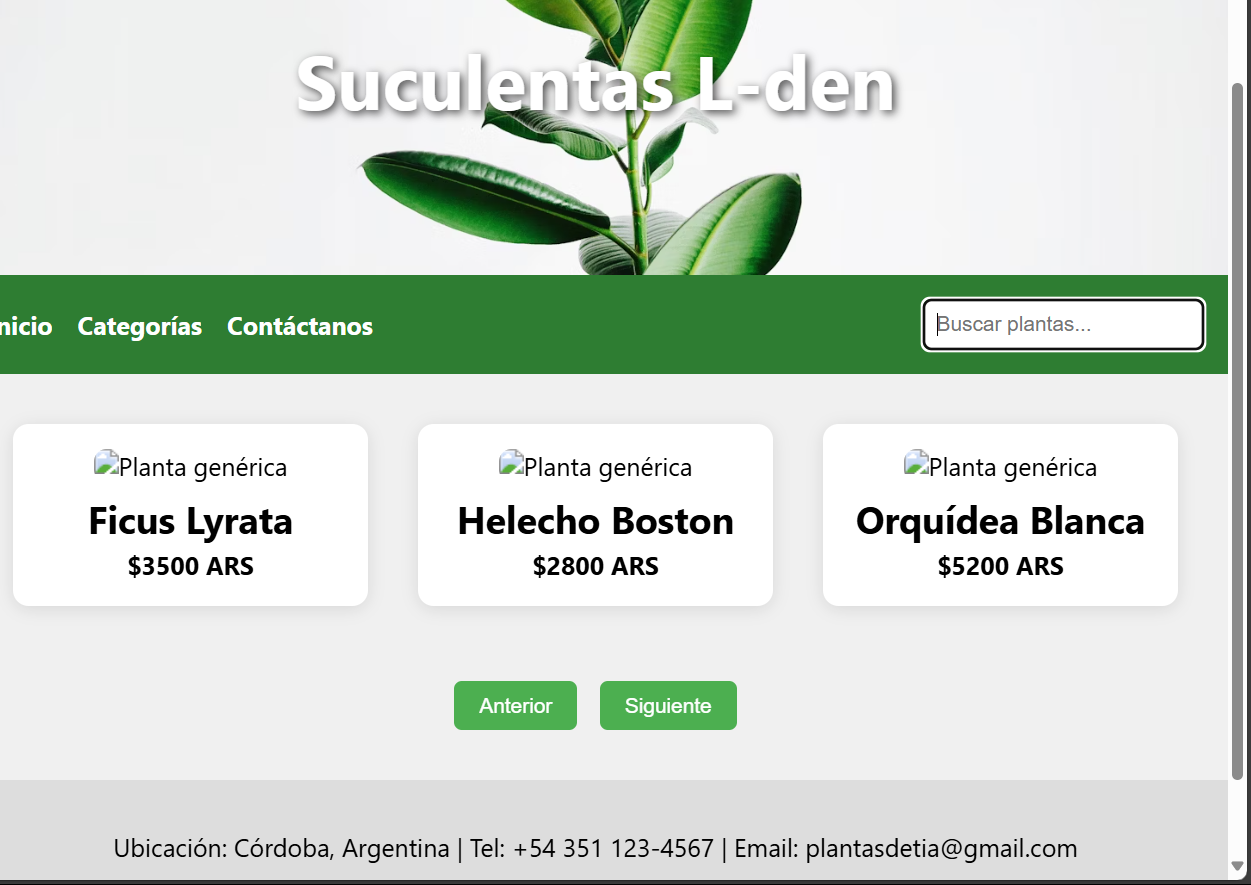 Suculentas L-den
nicio Categorías Contáctanos Buscar plantas...
Planta genérica Planta genérica Planta genérica
Ficus Lyrata Helecho Boston Orquídea Blanca
$3500 ARS $2800 ARS $5200 ARS
Anterior Siguiente
Ubicación: Córdoba, Argentina | Tel: +54 351 123-4567 | Email: plantasdetia@gmail.com